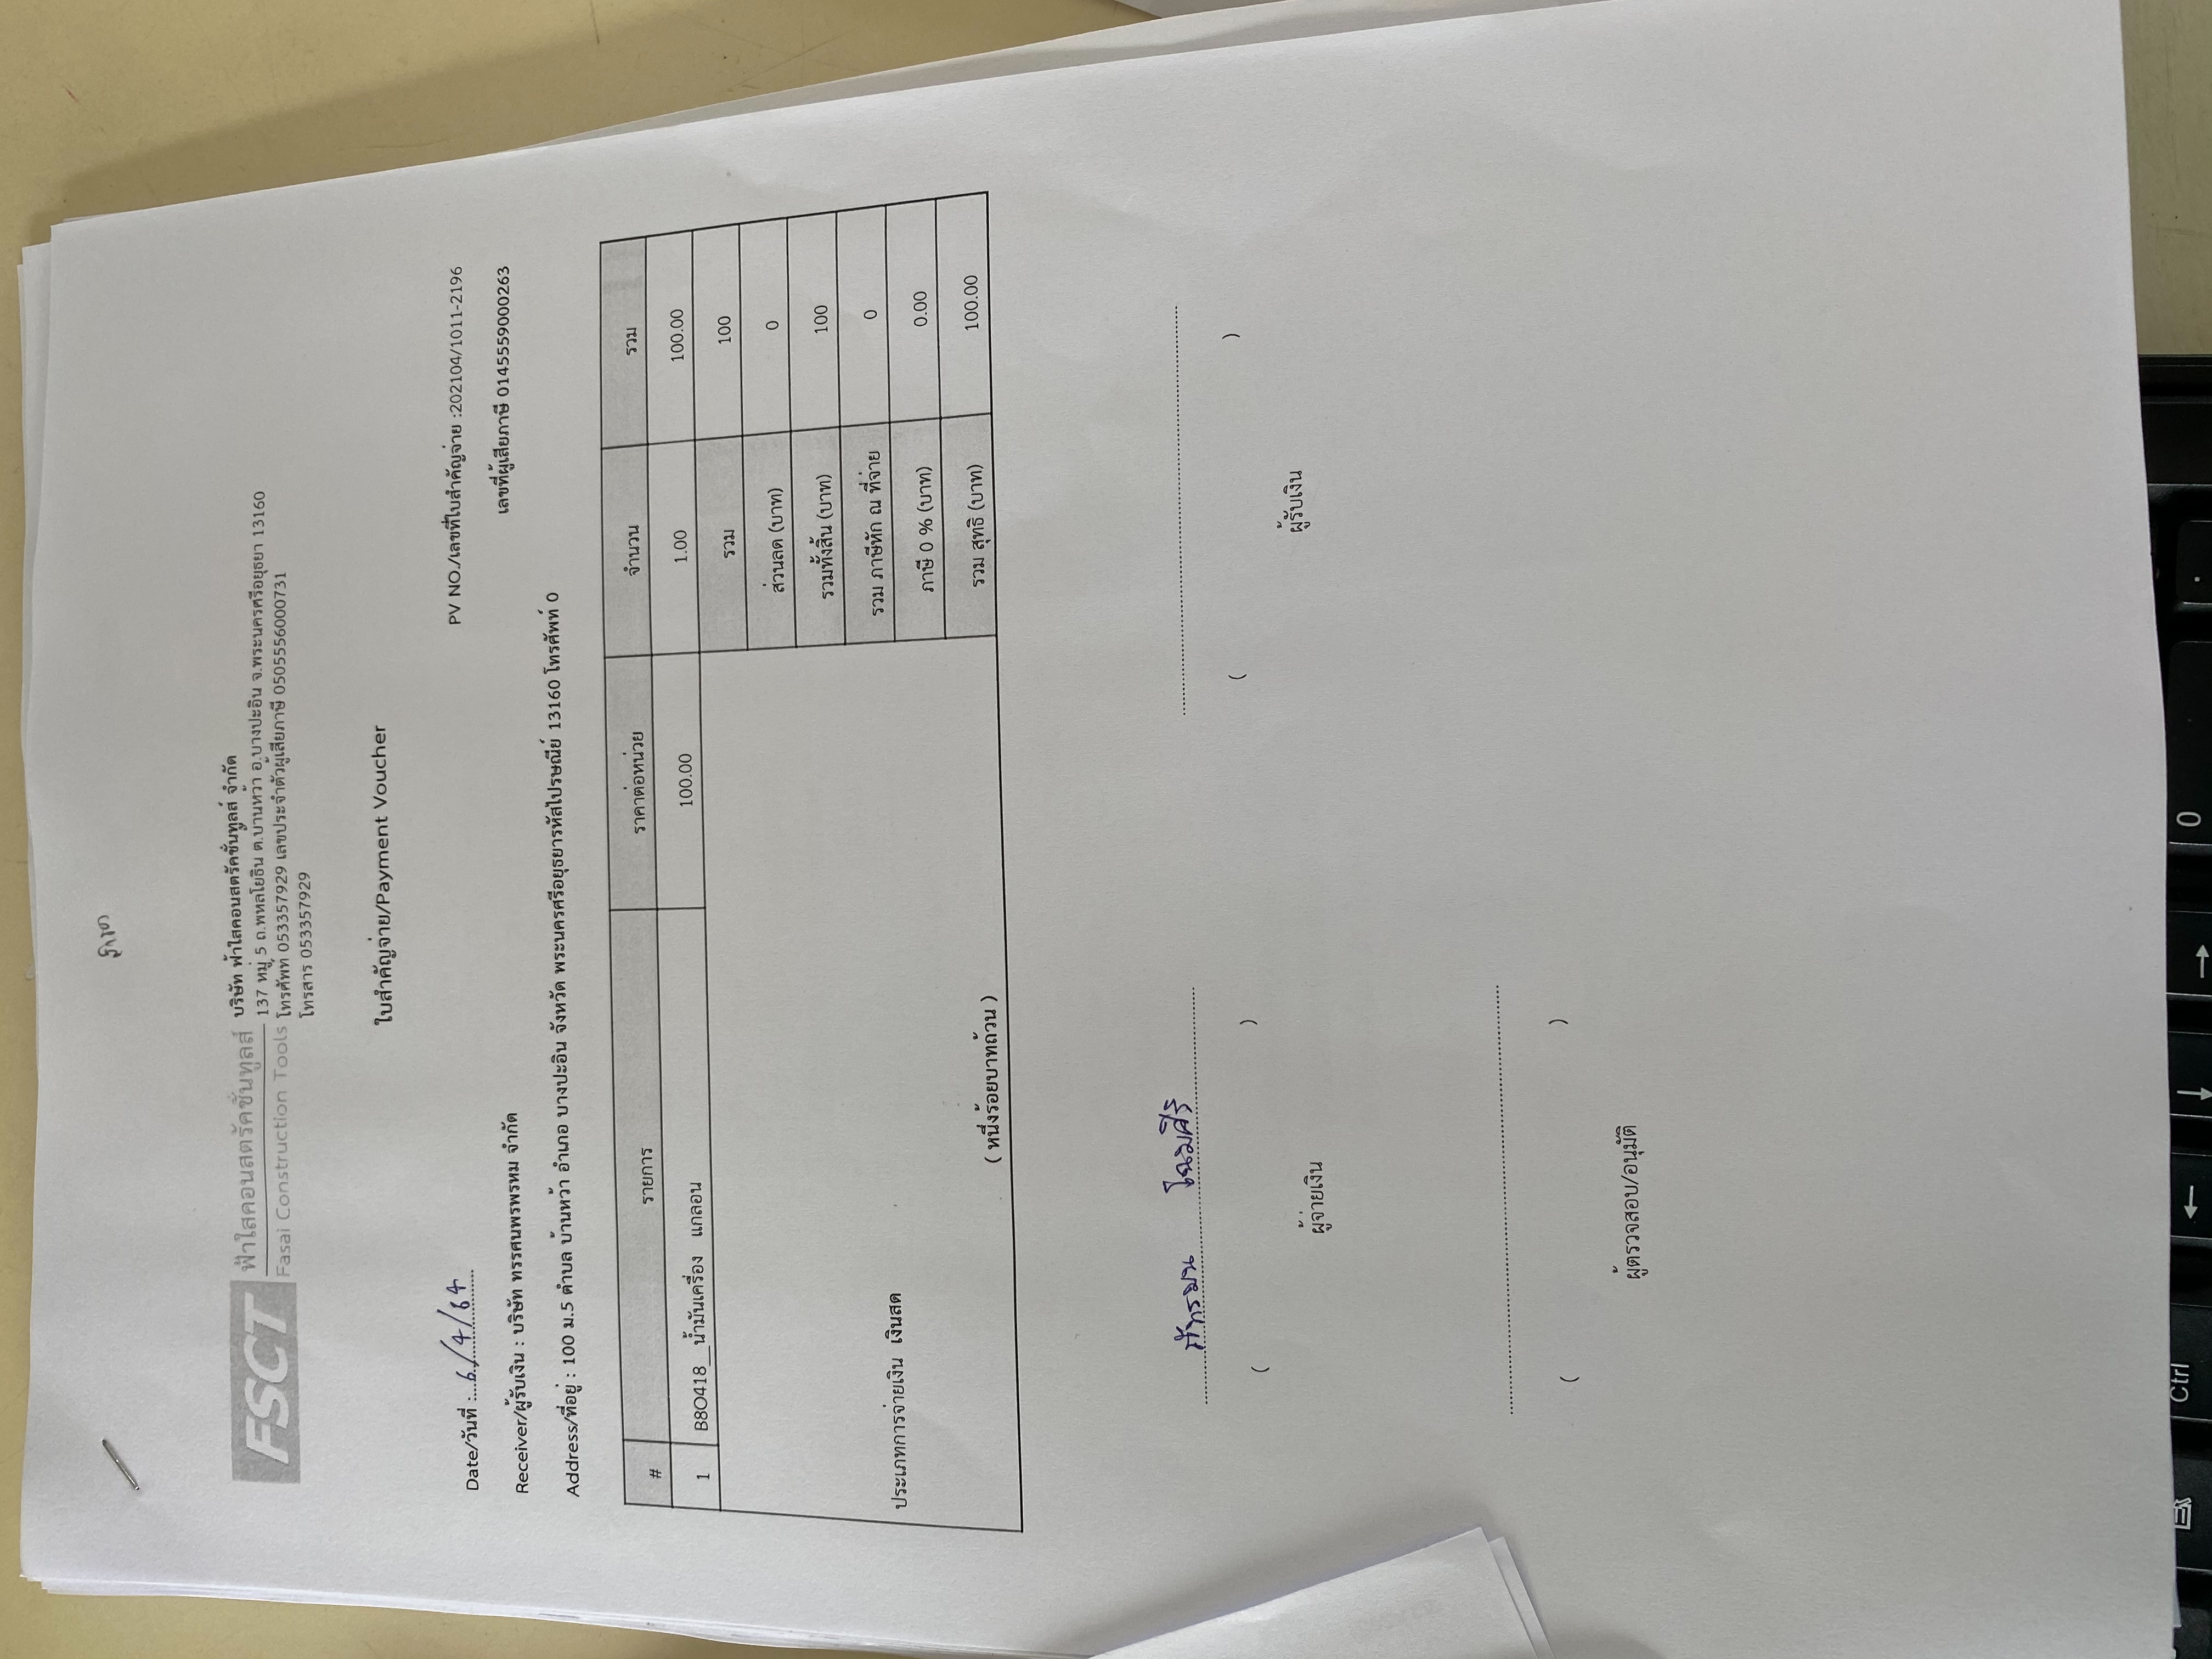 FSCT
ฟ้าใสคอนสตรัคชั่นทูลส์
Fasai Construction Tools
บริษัท ฟ้าใสคอนสตรัคชั่นทูลส์ จำกัด
137 หมู่ 5 ถ.พหลโยธิน ต.บ้านหว้า อ.บางปะอิน จ.พระนครศรีอยุธยา 13160
โทรศัพท์ 053357929 เลขประจำตัวผู้เสียภาษี 0505556000731
โทรสาร 053357929
ใบสำคัญจ่าย/Payment Voucher
Date/วันที่ : 6/4/64
PV NO./เลขที่ใบสำคัญจ่าย :202104/1011-2196
Receiver/ผู้รับเงิน : บริษัท ทรรศนพรพรหม จำกัด
เลขที่ผู้เสียภาษี 0145559000263
Address/ที่อยู่ : 100 ม.5 ตำบล บ้านหว้า อำเภอ บางปะอิน จังหวัด พระนครศรีอยุธยารหัสไปรษณีย์ 13160 โทรศัพท์ 0
# รายการ ราคาต่อหน่วย จำนวน รวม
1 B8O418__น้ำมันเครื่อง แกลอน 100.00 1.00 100.00
รวม 100
ส่วนลด (บาท) 0
รวมทั้งสิ้น (บาท) 100
รวม ภาษีหัก ณ ที่จ่าย 0
ประเภทการจ่ายเงิน เงินสด
ภาษี 0 % (บาท) 0.00
( หนึ่งร้อยบาทถ้วน )
รวม สุทธิ (บาท) 100.00
ภัทรมน โฉมศิริ
( )
( )
ผู้จ่ายเงิน
ผู้รับเงิน
( )
ผู้ตรวจสอบ/อนุมัติ
Ctrl
0